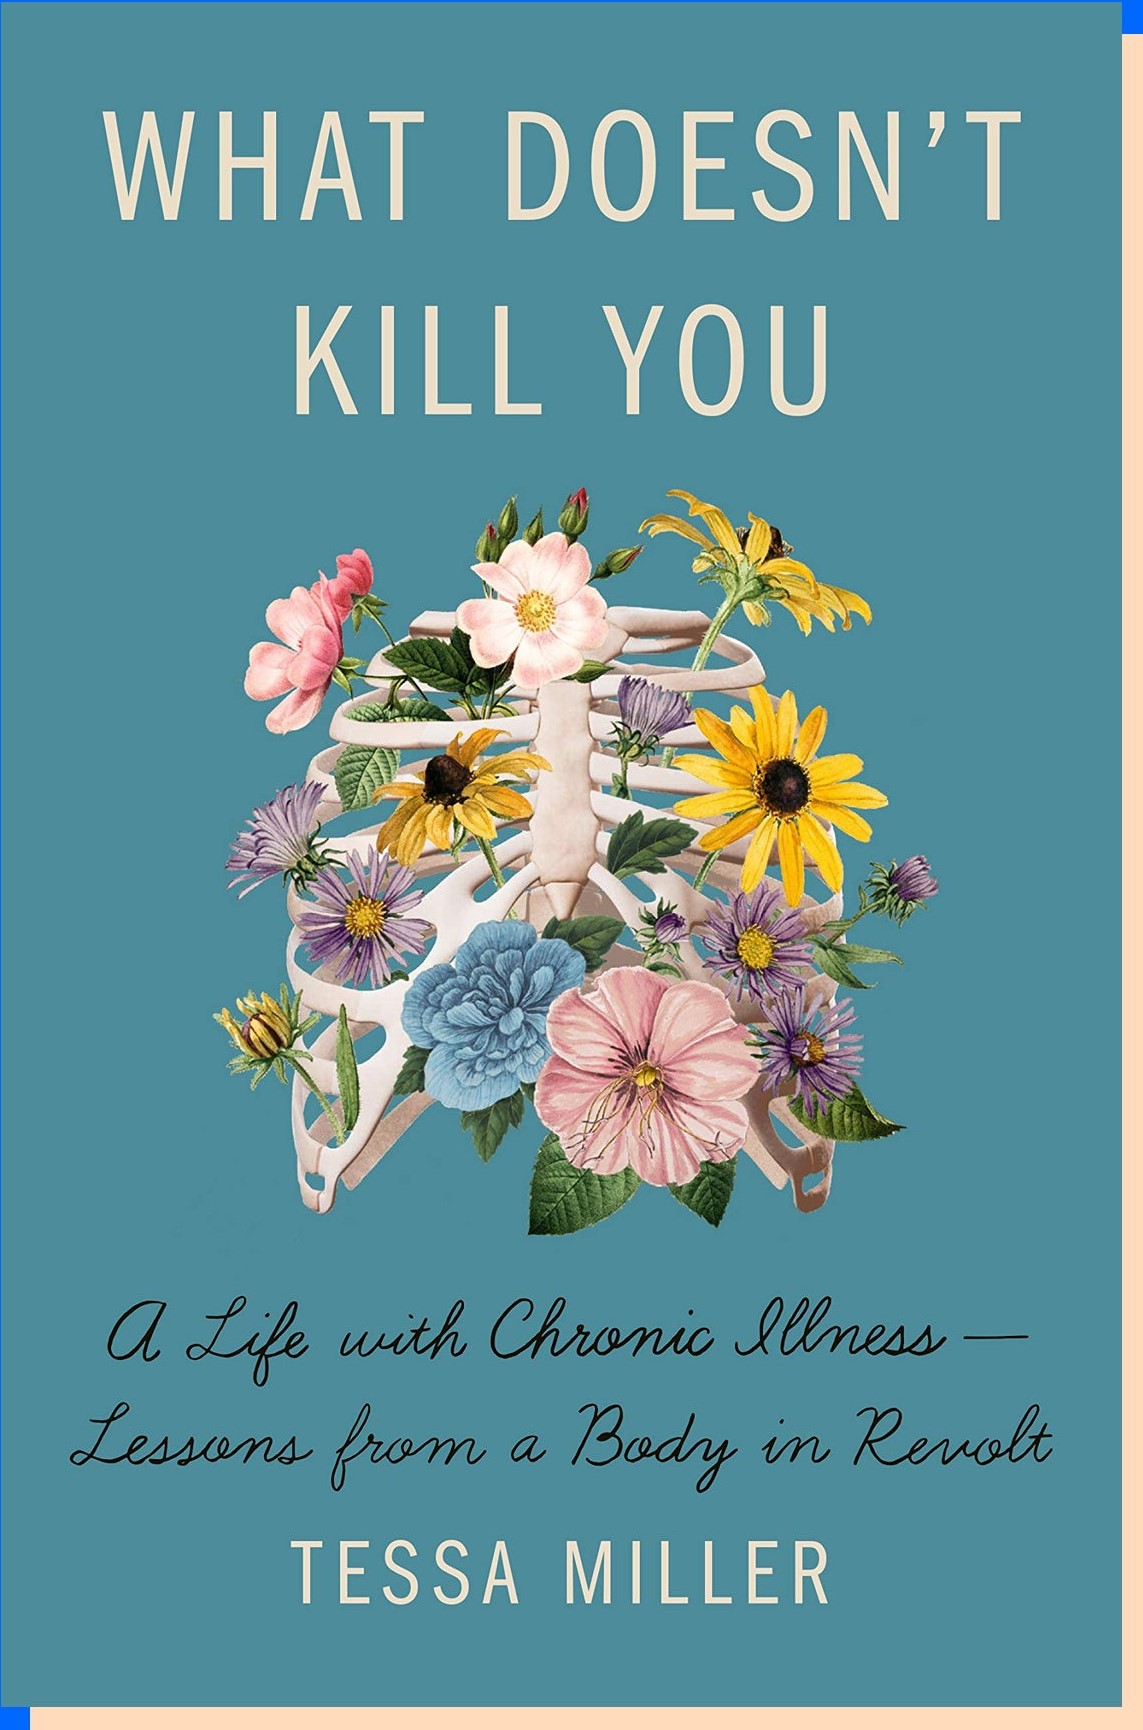 WHAT DOESN’T
KILL YOU
A Life with Chronic Illness —
Lessons from a Body in Revolt
TESSA MILLER